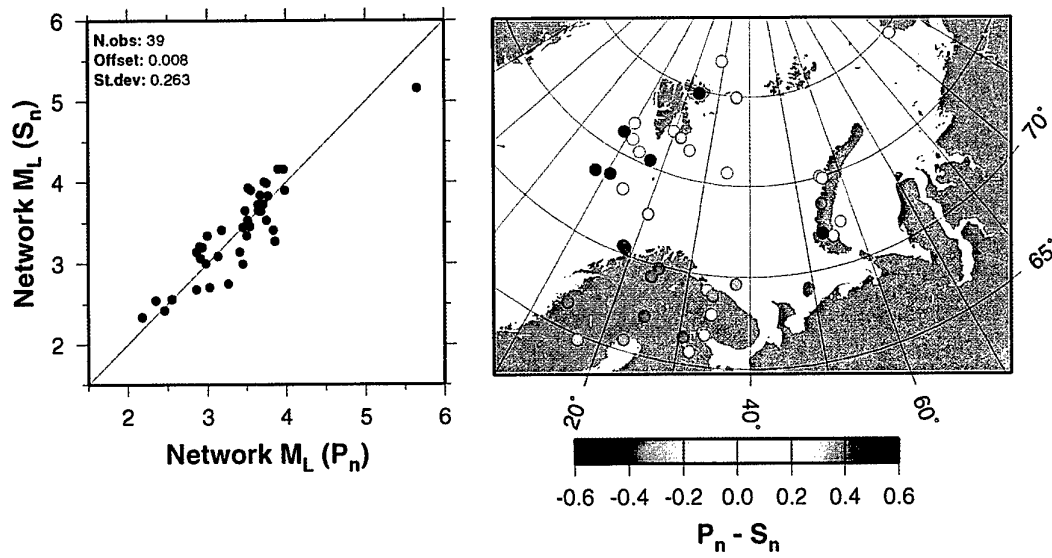 N.obs: 39
Offset: 0.008
St.dev: 0.263
6
5
4
3
2
2 3 4 5 6
Network M_L (S_n)
Network M_L (P_n)
70°
65°
20° 40° 60°
-0.6 -0.4 -0.2 0.0 0.2 0.4 0.6
P_n - S_n